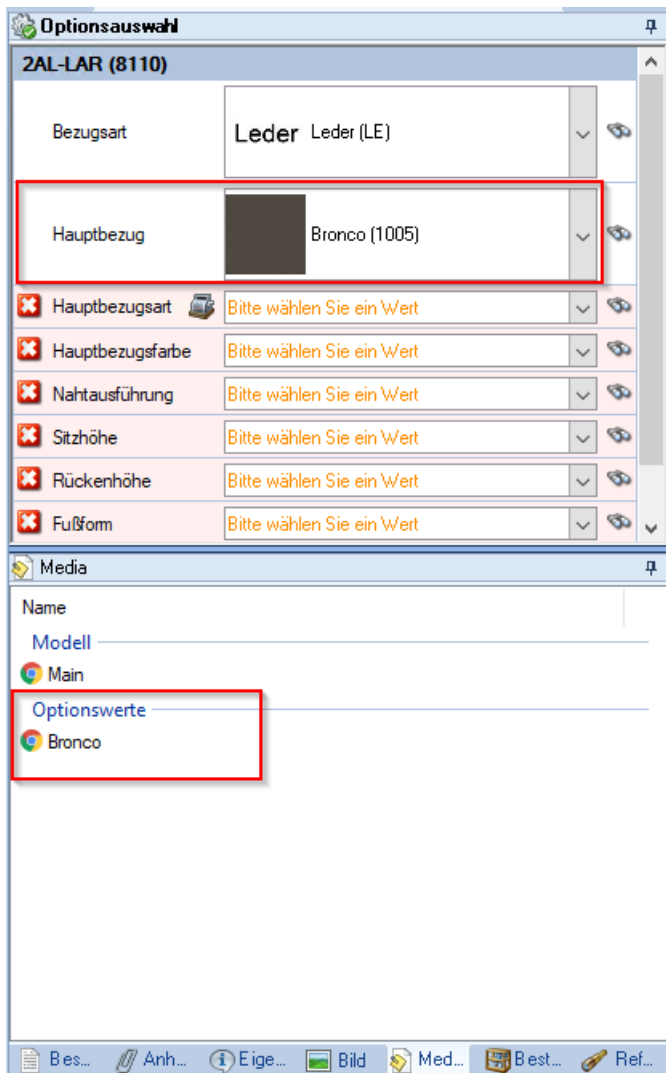 Optionsauswahl
2AL-LAR (8110)
Bezugsart Leder Leder (LE)
Hauptbezug Bronco (1005)
Hauptbezugsart Bitte wählen Sie ein Wert
Hauptbezugsfarbe Bitte wählen Sie ein Wert
Nahtausführung Bitte wählen Sie ein Wert
Sitzhöhe Bitte wählen Sie ein Wert
Rückenhöhe Bitte wählen Sie ein Wert
Fußform Bitte wählen Sie ein Wert
Media
Name
Modell
Main
Optionswerte
Bronco
Bes... Anh... Eige... Bild Med... Best... Ref...